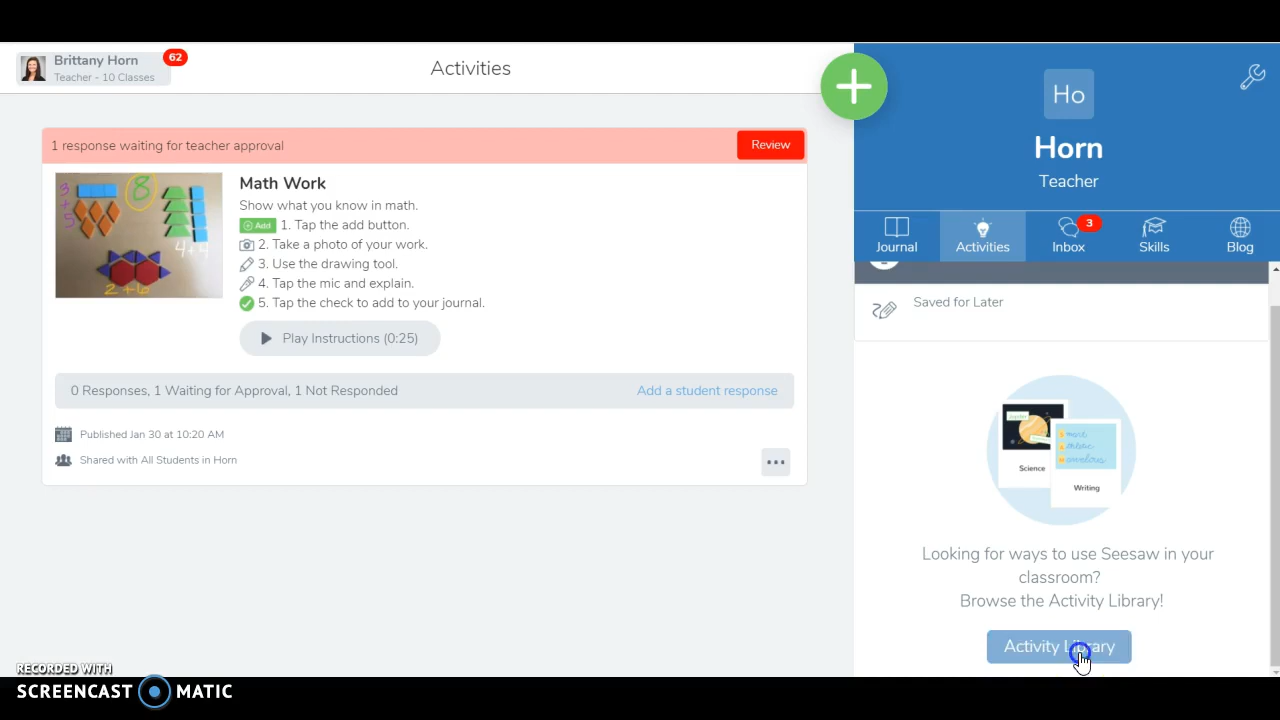 Brittany Horn
Teacher - 10 Classes
62
Activities
Ho
Horn
Teacher
Journal
Activities
Inbox
3
Skills
Blog
1 response waiting for teacher approval
Review
Math Work
Show what you know in math.
Add 1. Tap the add button.
2. Take a photo of your work.
3. Use the drawing tool.
4. Tap the mic and explain.
5. Tap the check to add to your journal.
Play Instructions (0:25)
3
+
5
8
2+6
0 Responses, 1 Waiting for Approval, 1 Not Responded
Add a student response
Published Jan 30 at 10:20 AM
Shared with All Students in Horn
Saved for Later
Science
Writing
Looking for ways to use Seesaw in your
classroom?
Browse the Activity Library!
Activity Library
RECORDED WITH
SCREENCAST MATIC